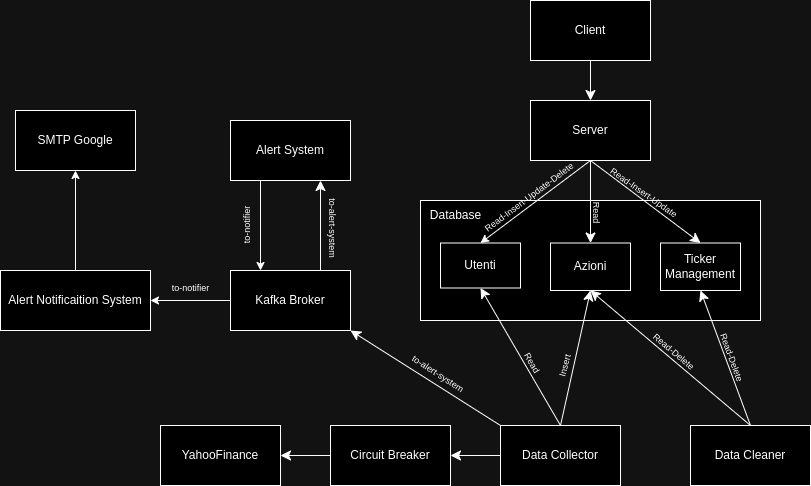 Client
Server
SMTP Google
Alert System
Read-Insert-Update-Delete
Read
Read-Insert-Update
Database
to-notifier
to-alert-system
Utenti
Azioni
Ticker
Management
Alert Notificaition System
to-notifier
Kafka Broker
to-alert-system
Read
Insert
Read-Delete
Read-Delete
YahooFinance
Circuit Breaker
Data Collector
Data Cleaner